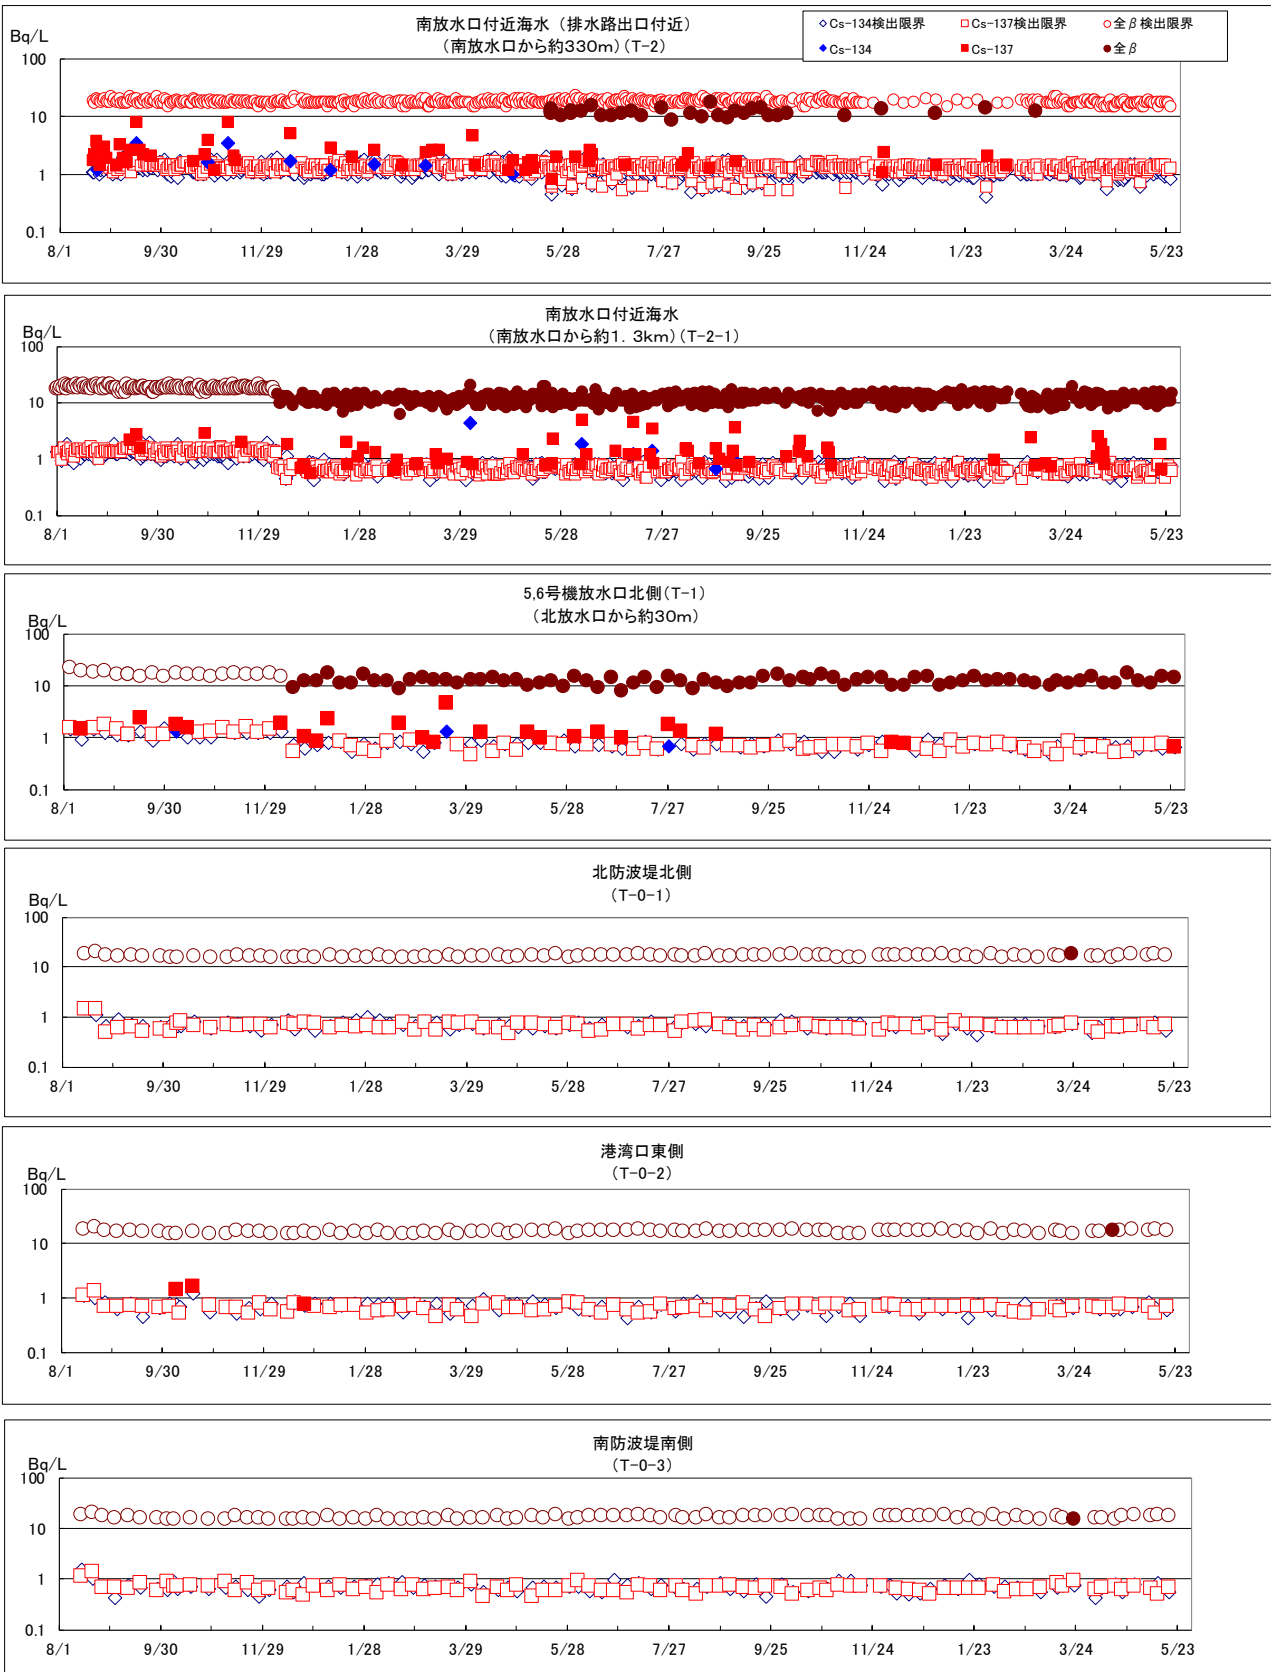 南放水口付近海水（排水路出口付近）
（南放水口から約330m）（T-2）
Bq/L
◇Cs-134検出限界 □Cs-137検出限界 ○全β検出限界
◆Cs-134 ■Cs-137 ●全β
100
10
1
0.1
8/1 9/30 11/29 1/28 3/29 5/28 7/27 9/25 11/24 1/23 3/24 5/23
南放水口付近海水
（南放水口から約1．3km）（T-2-1）
Bq/L
100
10
1
0.1
8/1 9/30 11/29 1/28 3/29 5/28 7/27 9/25 11/24 1/23 3/24 5/23
5,6号機放水口北側（T-1）
（北放水口から約30m）
Bq/L
100
10
1
0.1
8/1 9/30 11/29 1/28 3/29 5/28 7/27 9/25 11/24 1/23 3/24 5/23
北防波堤北側
（T-0-1）
Bq/L
100
10
1
0.1
8/1 9/30 11/29 1/28 3/29 5/28 7/27 9/25 11/24 1/23 3/24 5/23
港湾口東側
（T-0-2）
Bq/L
100
10
1
0.1
8/1 9/30 11/29 1/28 3/29 5/28 7/27 9/25 11/24 1/23 3/24 5/23
南防波堤南側
（T-0-3）
Bq/L
100
10
1
0.1
8/1 9/30 11/29 1/28 3/29 5/28 7/27 9/25 11/24 1/23 3/24 5/23